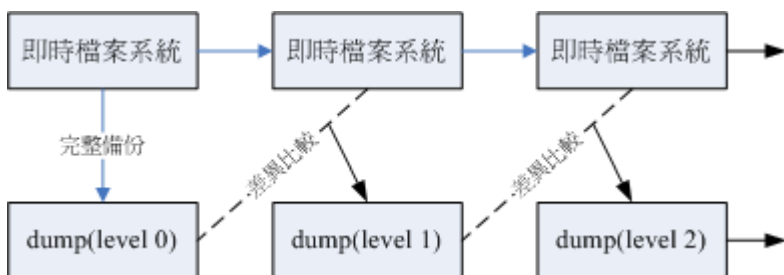 即時檔案系統
即時檔案系統
即時檔案系統
完整備份
差異比較
差異比較
dump(level 0)
dump(level 1)
dump(level 2)